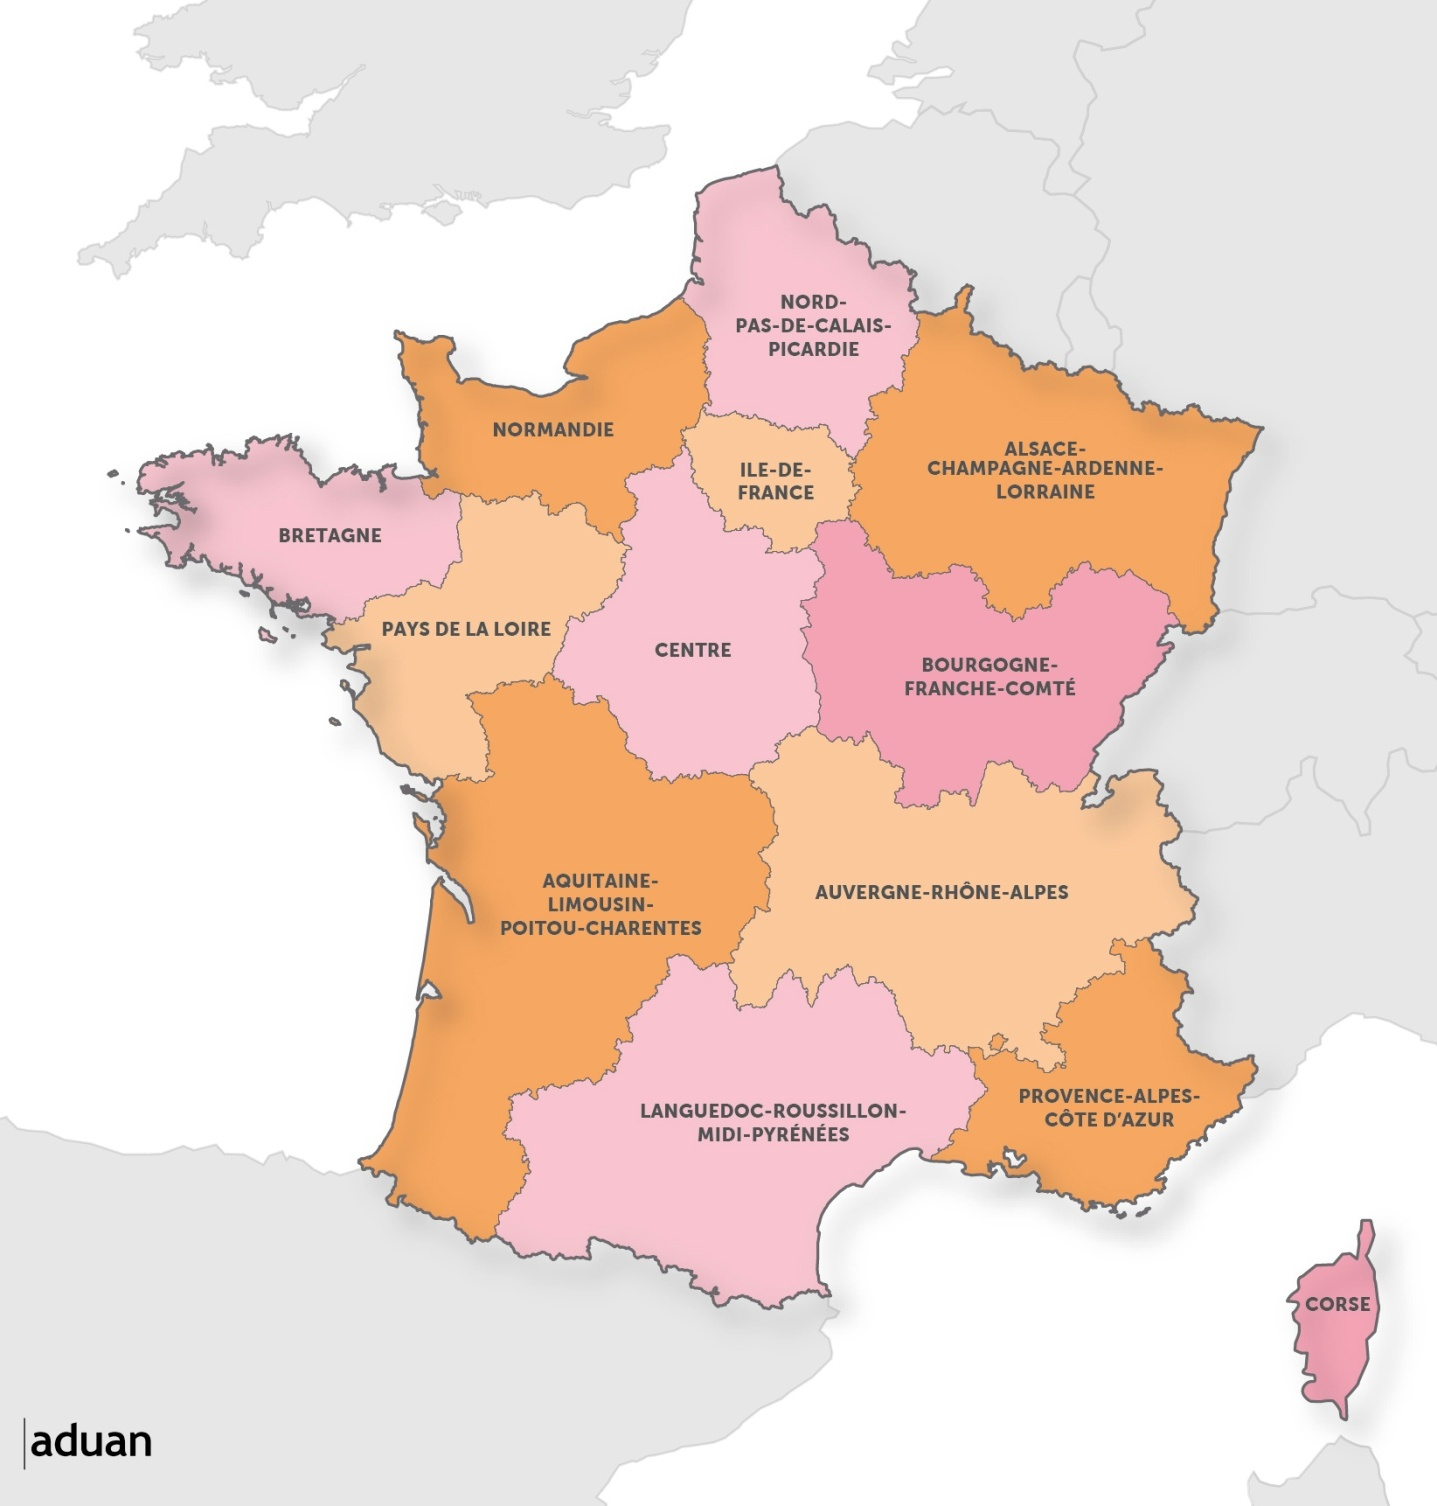 NORD-
PAS-DE-CALAIS-
PICARDIE
NORMANDIE
ALSACE-
CHAMPAGNE-ARDENNE-
LORRAINE
ILE-DE-
FRANCE
BRETAGNE
PAYS DE LA LOIRE
CENTRE
BOURGOGNE-
FRANCHE-COMTÉ
AQUITAINE-
LIMOUSIN-
POITOU-CHARENTES
AUVERGNE-RHÔNE-ALPES
LANGUEDOC-ROUSSILLON-
MIDI-PYRÉNÉES
PROVENCE-ALPES-
CÔTE D'AZUR
CORSE
aduan